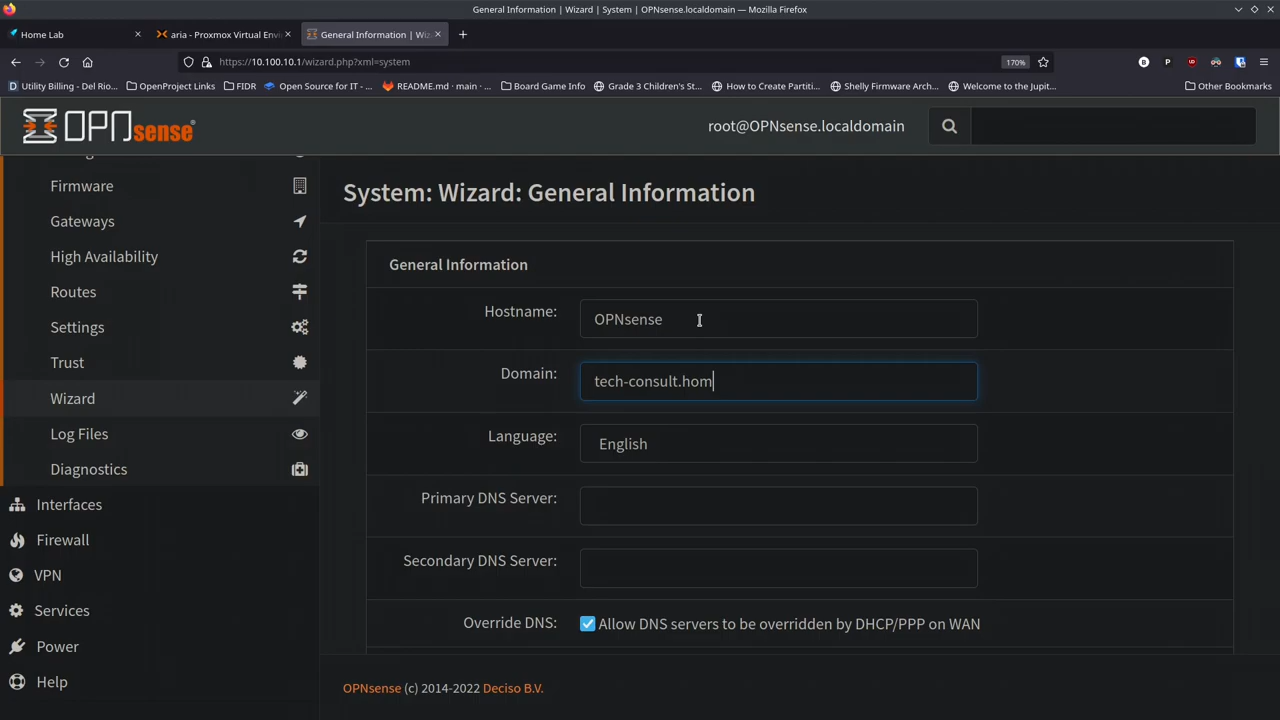 General Information | Wizard | System | OPNsense.localdomain — Mozilla Firefox
Home Lab
aria - Proxmox Virtual Envi
General Information | Wiz
https://10.100.10.1/wizard.php?xml=system
170%
Utility Billing - Del Rio...
OpenProject Links
FIDR
Open Source for IT - ...
README.md · main · ...
Board Game Info
Grade 3 Children's St...
How to Create Partiti...
Shelly Firmware Arch...
Welcome to the Jupit...
Other Bookmarks
OPNsense®
root@OPNsense.localdomain
Firmware
Gateways
High Availability
Routes
Settings
Trust
Wizard
Log Files
Diagnostics
Interfaces
Firewall
VPN
Services
Power
Help
System: Wizard: General Information
General Information
Hostname:
OPNsense
Domain:
tech-consult.hom
Language:
English
Primary DNS Server:
Secondary DNS Server:
Override DNS:
Allow DNS servers to be overridden by DHCP/PPP on WAN
OPNsense (c) 2014-2022 Deciso B.V.